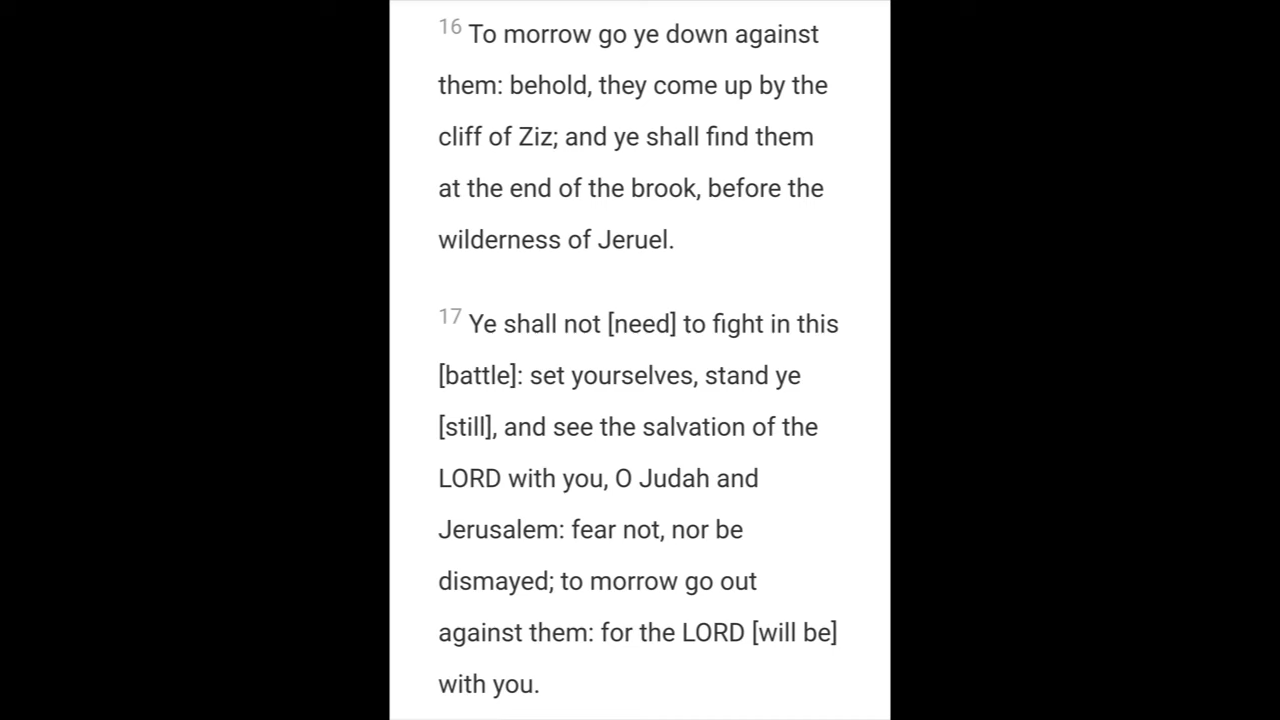 16 To morrow go ye down against
them: behold, they come up by the
cliff of Ziz; and ye shall find them
at the end of the brook, before the
wilderness of Jeruel.
17 Ye shall not [need] to fight in this
[battle]: set yourselves, stand ye
[still], and see the salvation of the
LORD with you, O Judah and
Jerusalem: fear not, nor be
dismayed; to morrow go out
against them: for the LORD [will be]
with you.